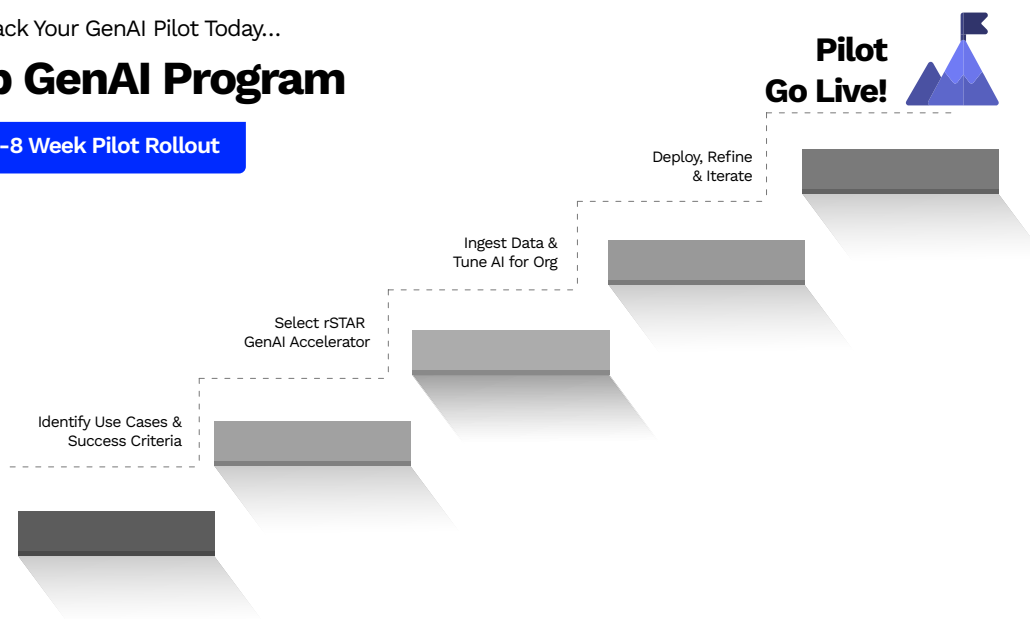 ack Your GenAI Pilot Today...
GenAI Program
-8 Week Pilot Rollout
Pilot
Go Live!
Deploy, Refine
& Iterate
Ingest Data &
Tune AI for Org
Select rSTAR
GenAI Accelerator
Identify Use Cases &
Success Criteria